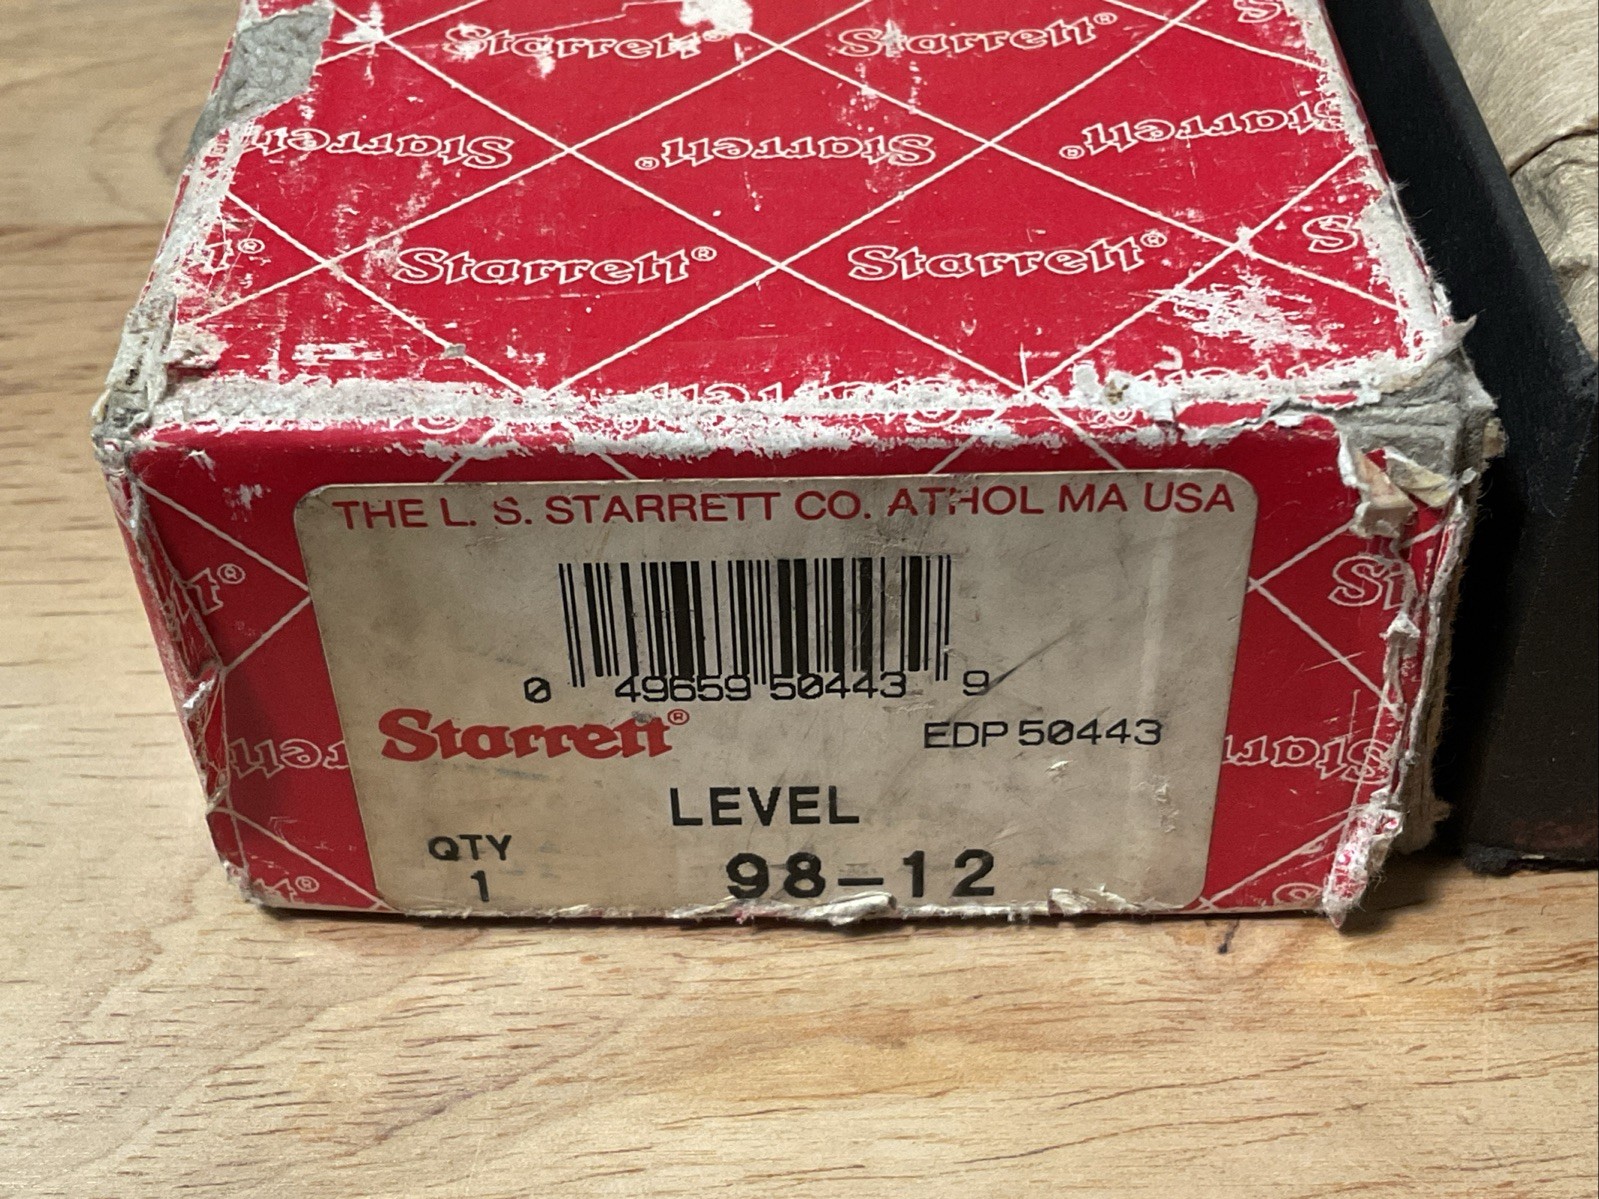 Starrett® Starrett® S
Starrett Starrett® Starrett®
t® Starrett® Starrett® S
THE L. S. STARRETT CO. ATHOL MA USA
0 49659 50443 9
Starrett®
EDP 50443
LEVEL
QTY
1
98-12